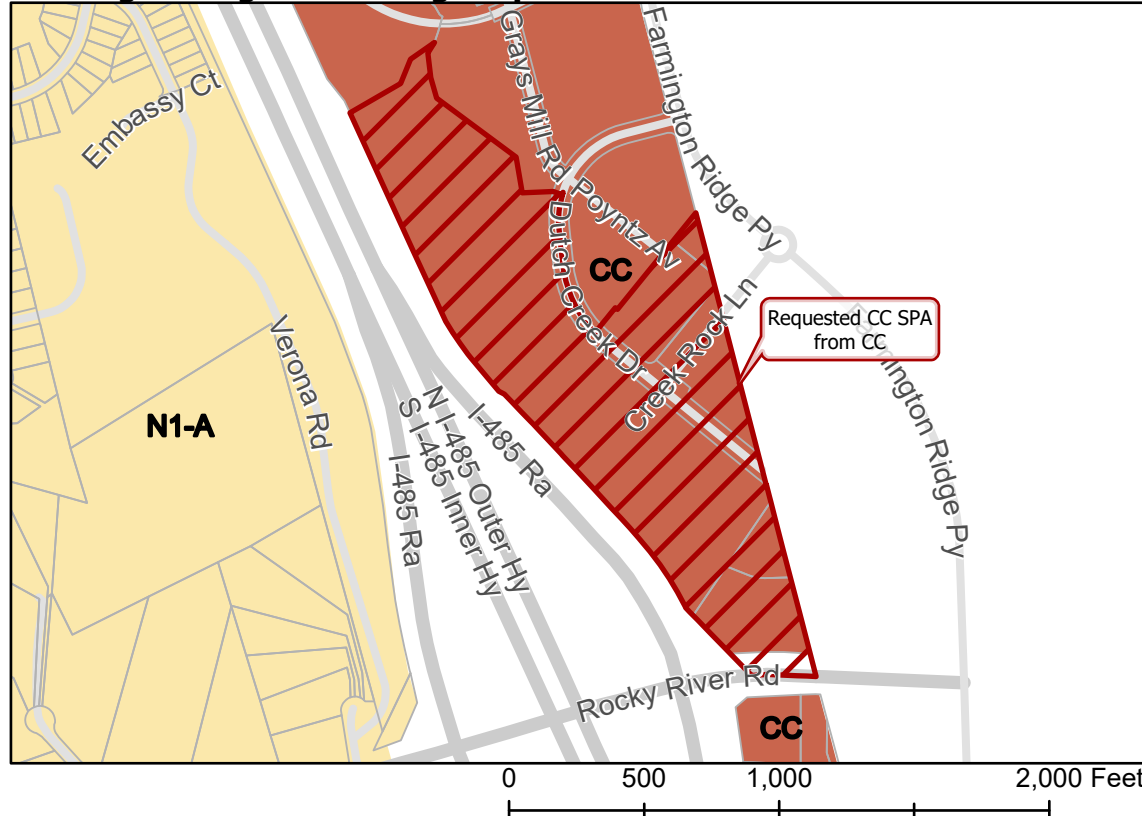 Grays Mill Rd
Farmington Ridge Py
Embassy Ct
Poyntz Av
Dutch Creek Dr
CC
Creek Rock Ln
Requested CC SPA
from CC
Farmington Ridge Py
Verona Rd
N1-A
I-485 Ra
S I-485 Inner Hy
N I-485 Outer Hy
I-485 Ra
Rocky River Rd
CC
0 500 1,000 2,000 Feet